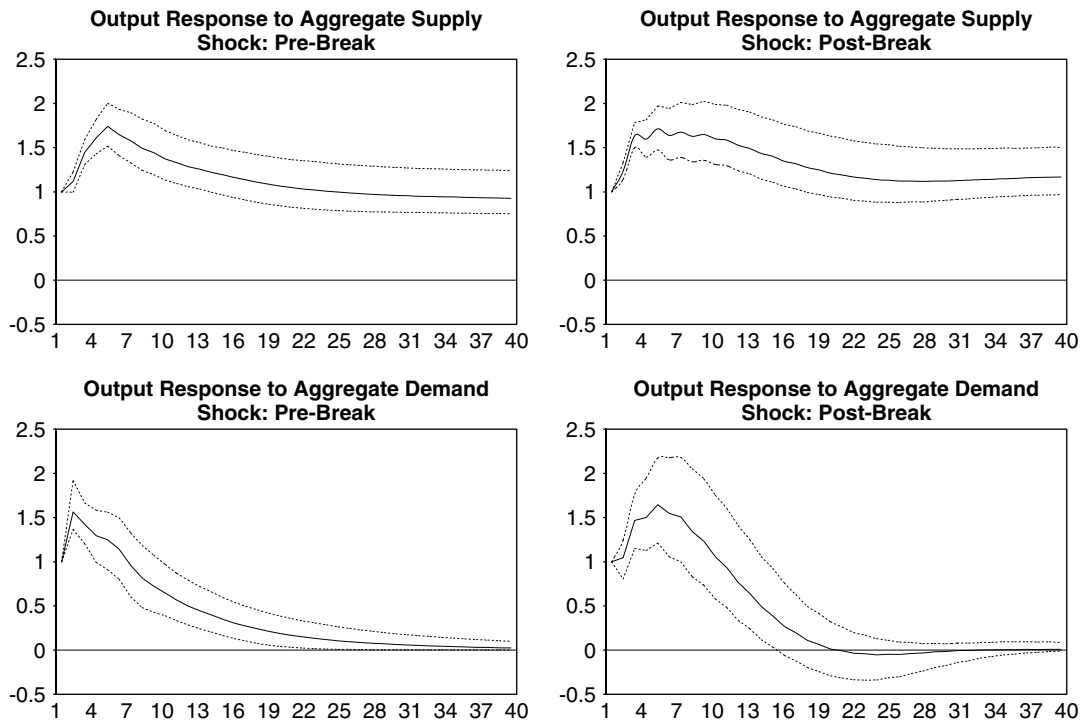 Output Response to Aggregate Supply
Shock: Pre-Break
2.5
2
1.5
1
0.5
0
-0.5
1 4 7 10 13 16 19 22 25 28 31 34 37 40
Output Response to Aggregate Supply
Shock: Post-Break
2.5
2
1.5
1
0.5
0
-0.5
1 4 7 10 13 16 19 22 25 28 31 34 37 40
Output Response to Aggregate Demand
Shock: Pre-Break
2.5
2
1.5
1
0.5
0
-0.5
1 4 7 10 13 16 19 22 25 28 31 34 37 40
Output Response to Aggregate Demand
Shock: Post-Break
2.5
2
1.5
1
0.5
0
-0.5
1 4 7 10 13 16 19 22 25 28 31 34 37 40